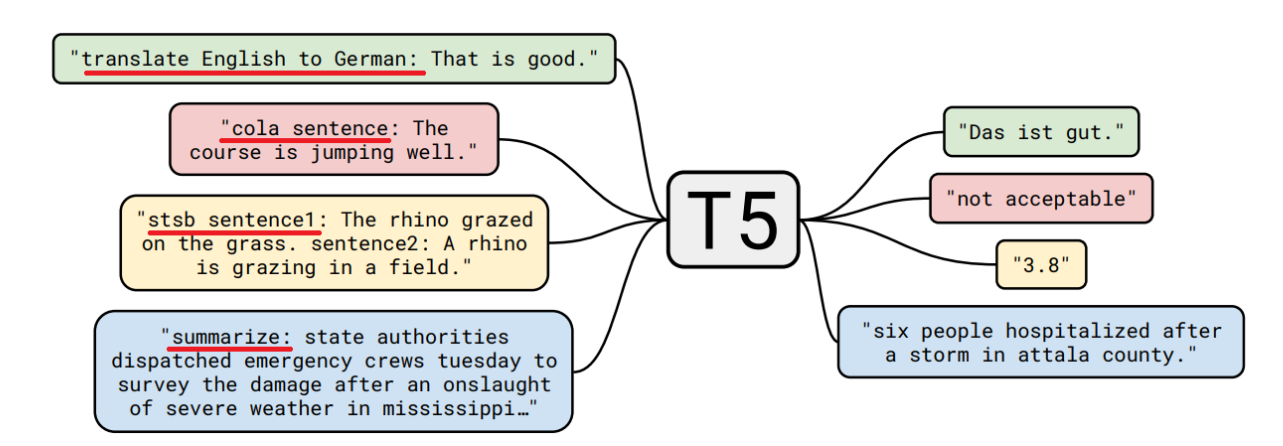 "translate English to German: That is good."
"cola sentence: The
course is jumping well."
"stsb sentence1: The rhino grazed
on the grass. sentence2: A rhino
is grazing in a field."
"summarize: state authorities
dispatched emergency crews tuesday to
survey the damage after an onslaught
of severe weather in mississippi…"
T5
"Das ist gut."
"not acceptable"
"3.8"
"six people hospitalized after
a storm in attala county."